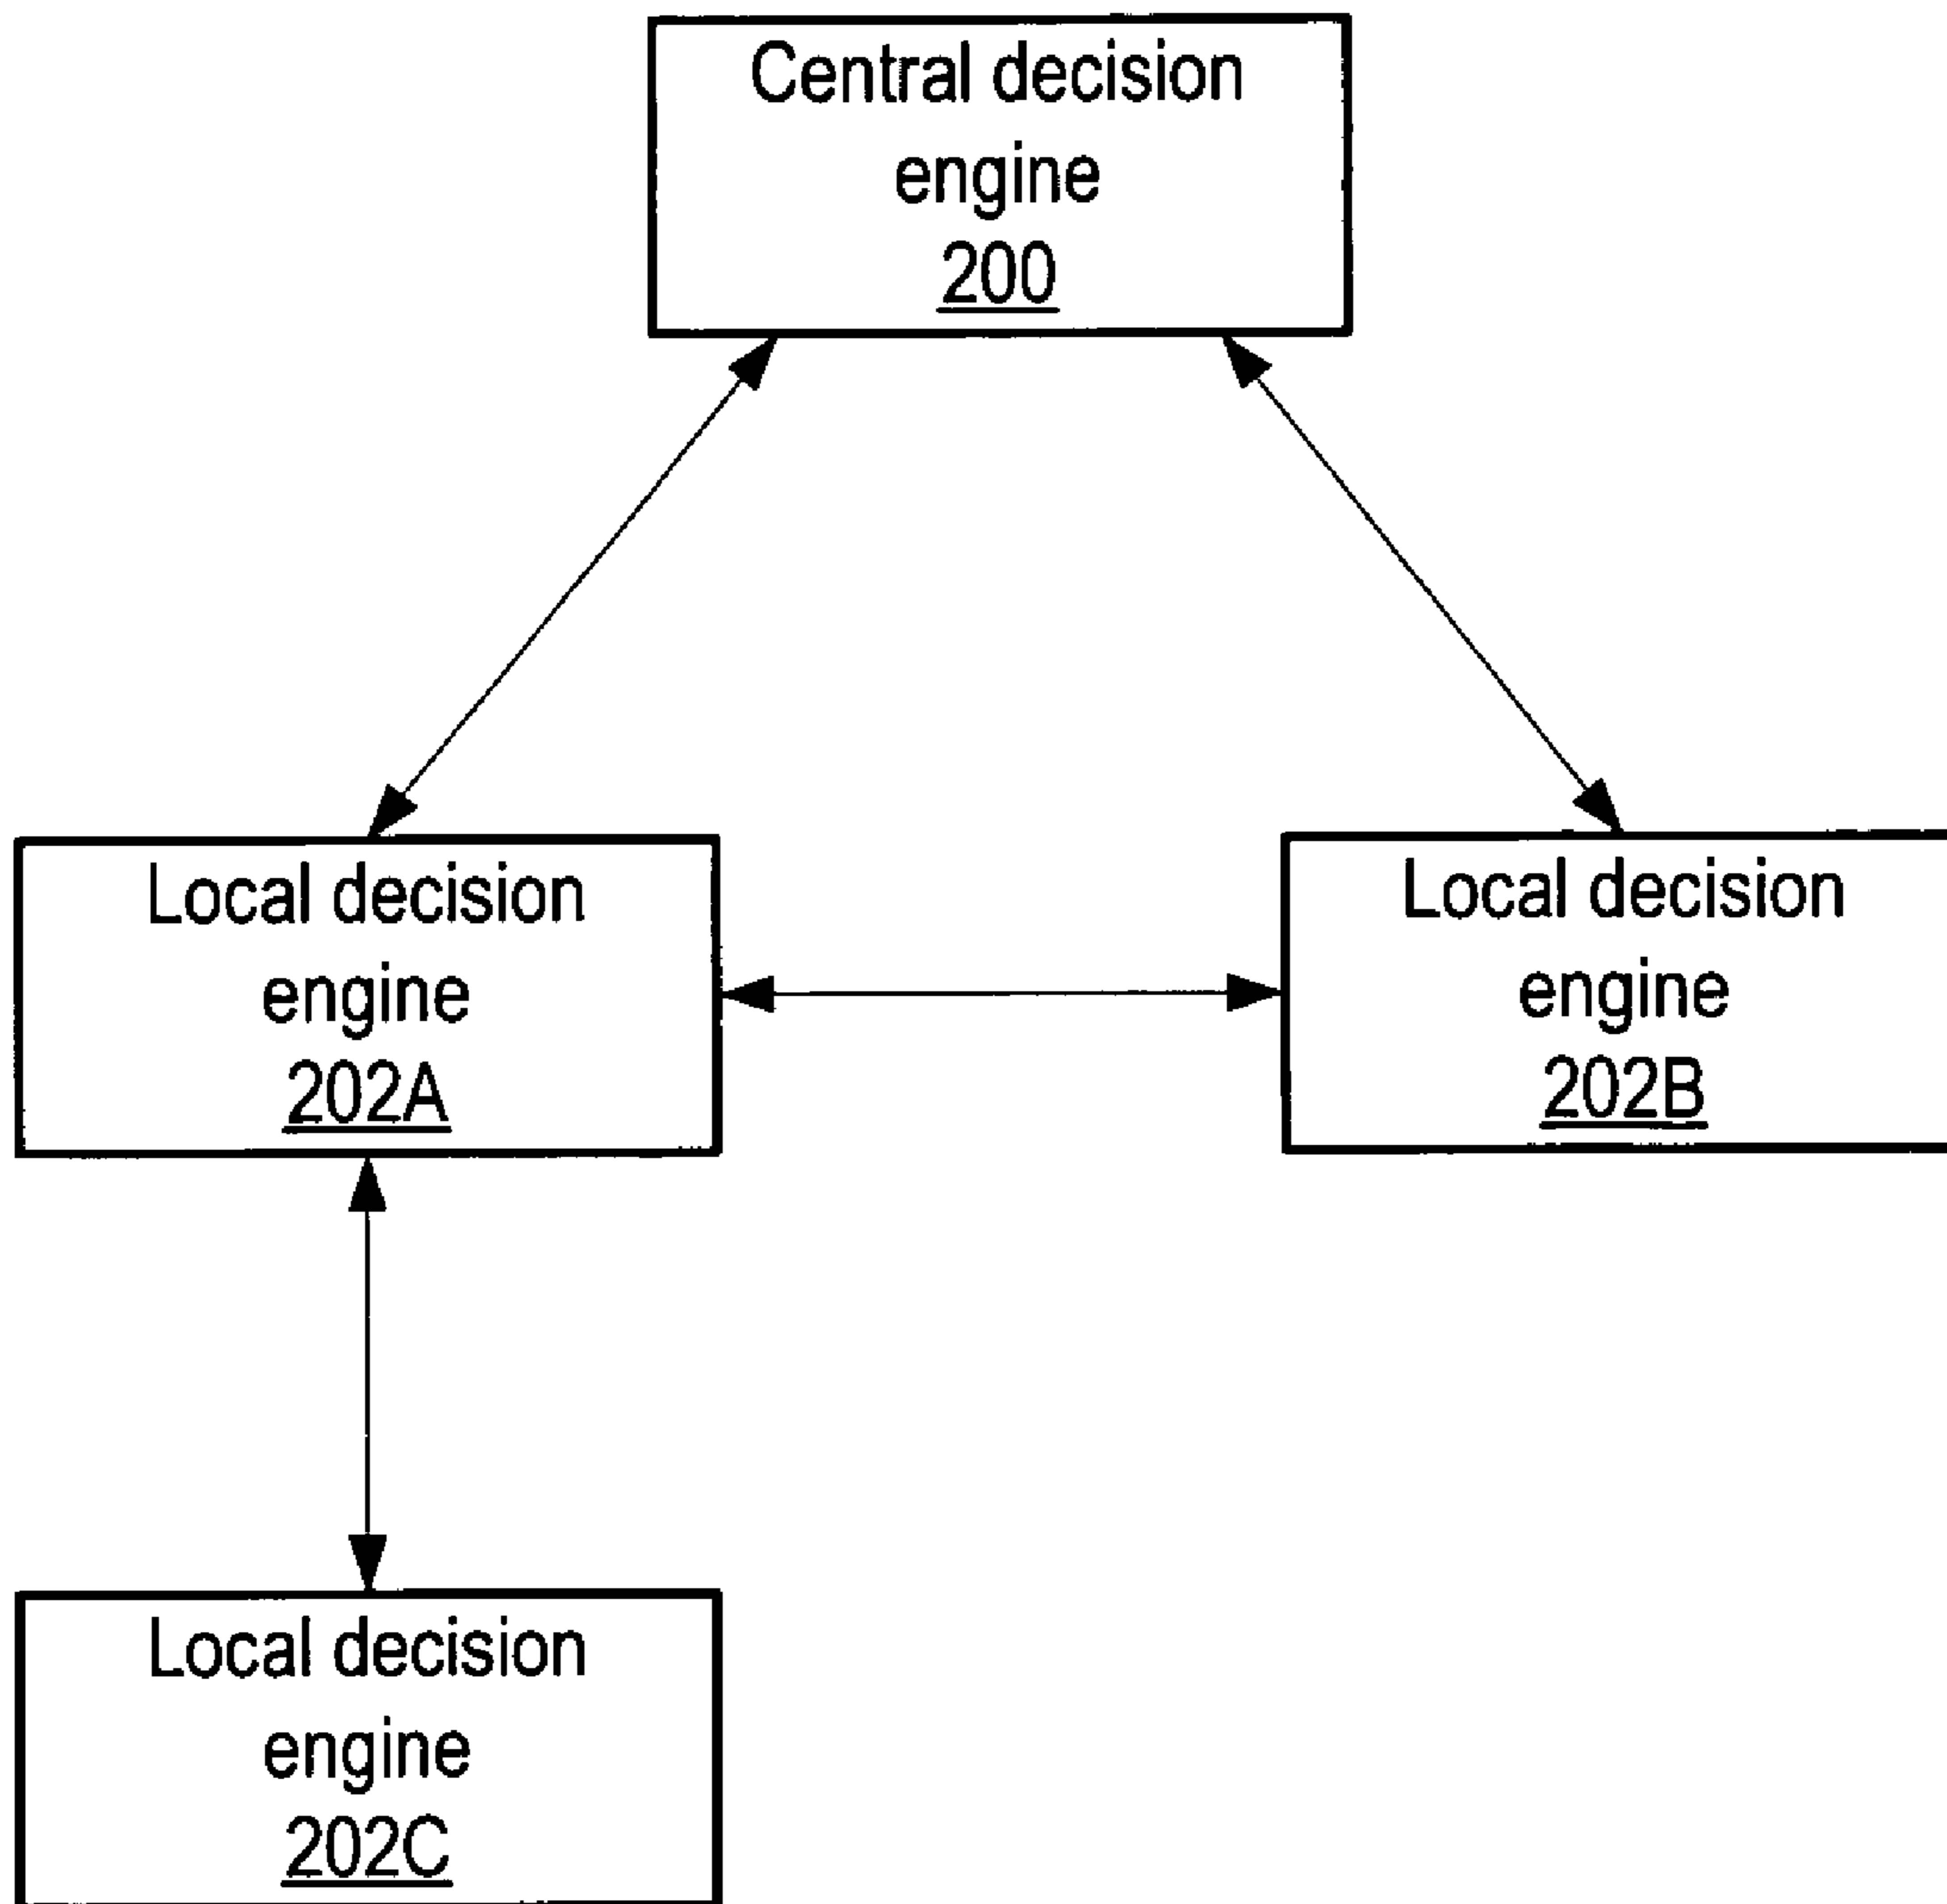 Central decision
engine
200
Local decision
engine
202A
Local decision
engine
202B
Local decision
engine
202C